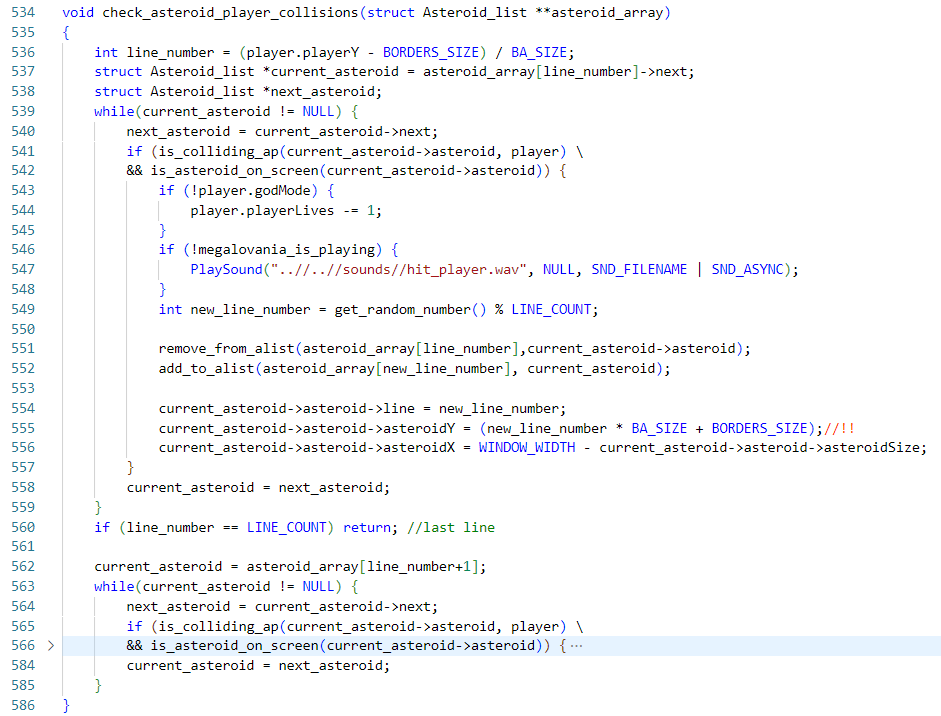 534 void check_asteroid_player_collisions(struct Asteroid_list **asteroid_array)
535 {
536     int line_number = (player.playerY - BORDERS_SIZE) / BA_SIZE;
537     struct Asteroid_list *current_asteroid = asteroid_array[line_number]->next;
538     struct Asteroid_list *next_asteroid;
539     while(current_asteroid != NULL) {
540         next_asteroid = current_asteroid->next;
541         if (is_colliding_ap(current_asteroid->asteroid, player) \
542         && is_asteroid_on_screen(current_asteroid->asteroid)) {
543             if (!player.godMode) {
544                 player.playerLives -= 1;
545             }
546             if (!megalovania_is_playing) {
547                 PlaySound("..//..//sounds//hit_player.wav", NULL, SND_FILENAME | SND_ASYNC);
548             }
549             int new_line_number = get_random_number() % LINE_COUNT;
550
551             remove_from_alist(asteroid_array[line_number],current_asteroid->asteroid);
552             add_to_alist(asteroid_array[new_line_number], current_asteroid);
553
554             current_asteroid->asteroid->line = new_line_number;
555             current_asteroid->asteroid->asteroidY = (new_line_number * BA_SIZE + BORDERS_SIZE);//!!
556             current_asteroid->asteroid->asteroidX = WINDOW_WIDTH - current_asteroid->asteroid->asteroidSize;
557         }
558         current_asteroid = next_asteroid;
559     }
560     if (line_number == LINE_COUNT) return; //last line
561
562     current_asteroid = asteroid_array[line_number+1];
563     while(current_asteroid != NULL) {
564         next_asteroid = current_asteroid->next;
565         if (is_colliding_ap(current_asteroid->asteroid, player) \
566 >       && is_asteroid_on_screen(current_asteroid->asteroid)) {···
584         current_asteroid = next_asteroid;
585     }
586 }